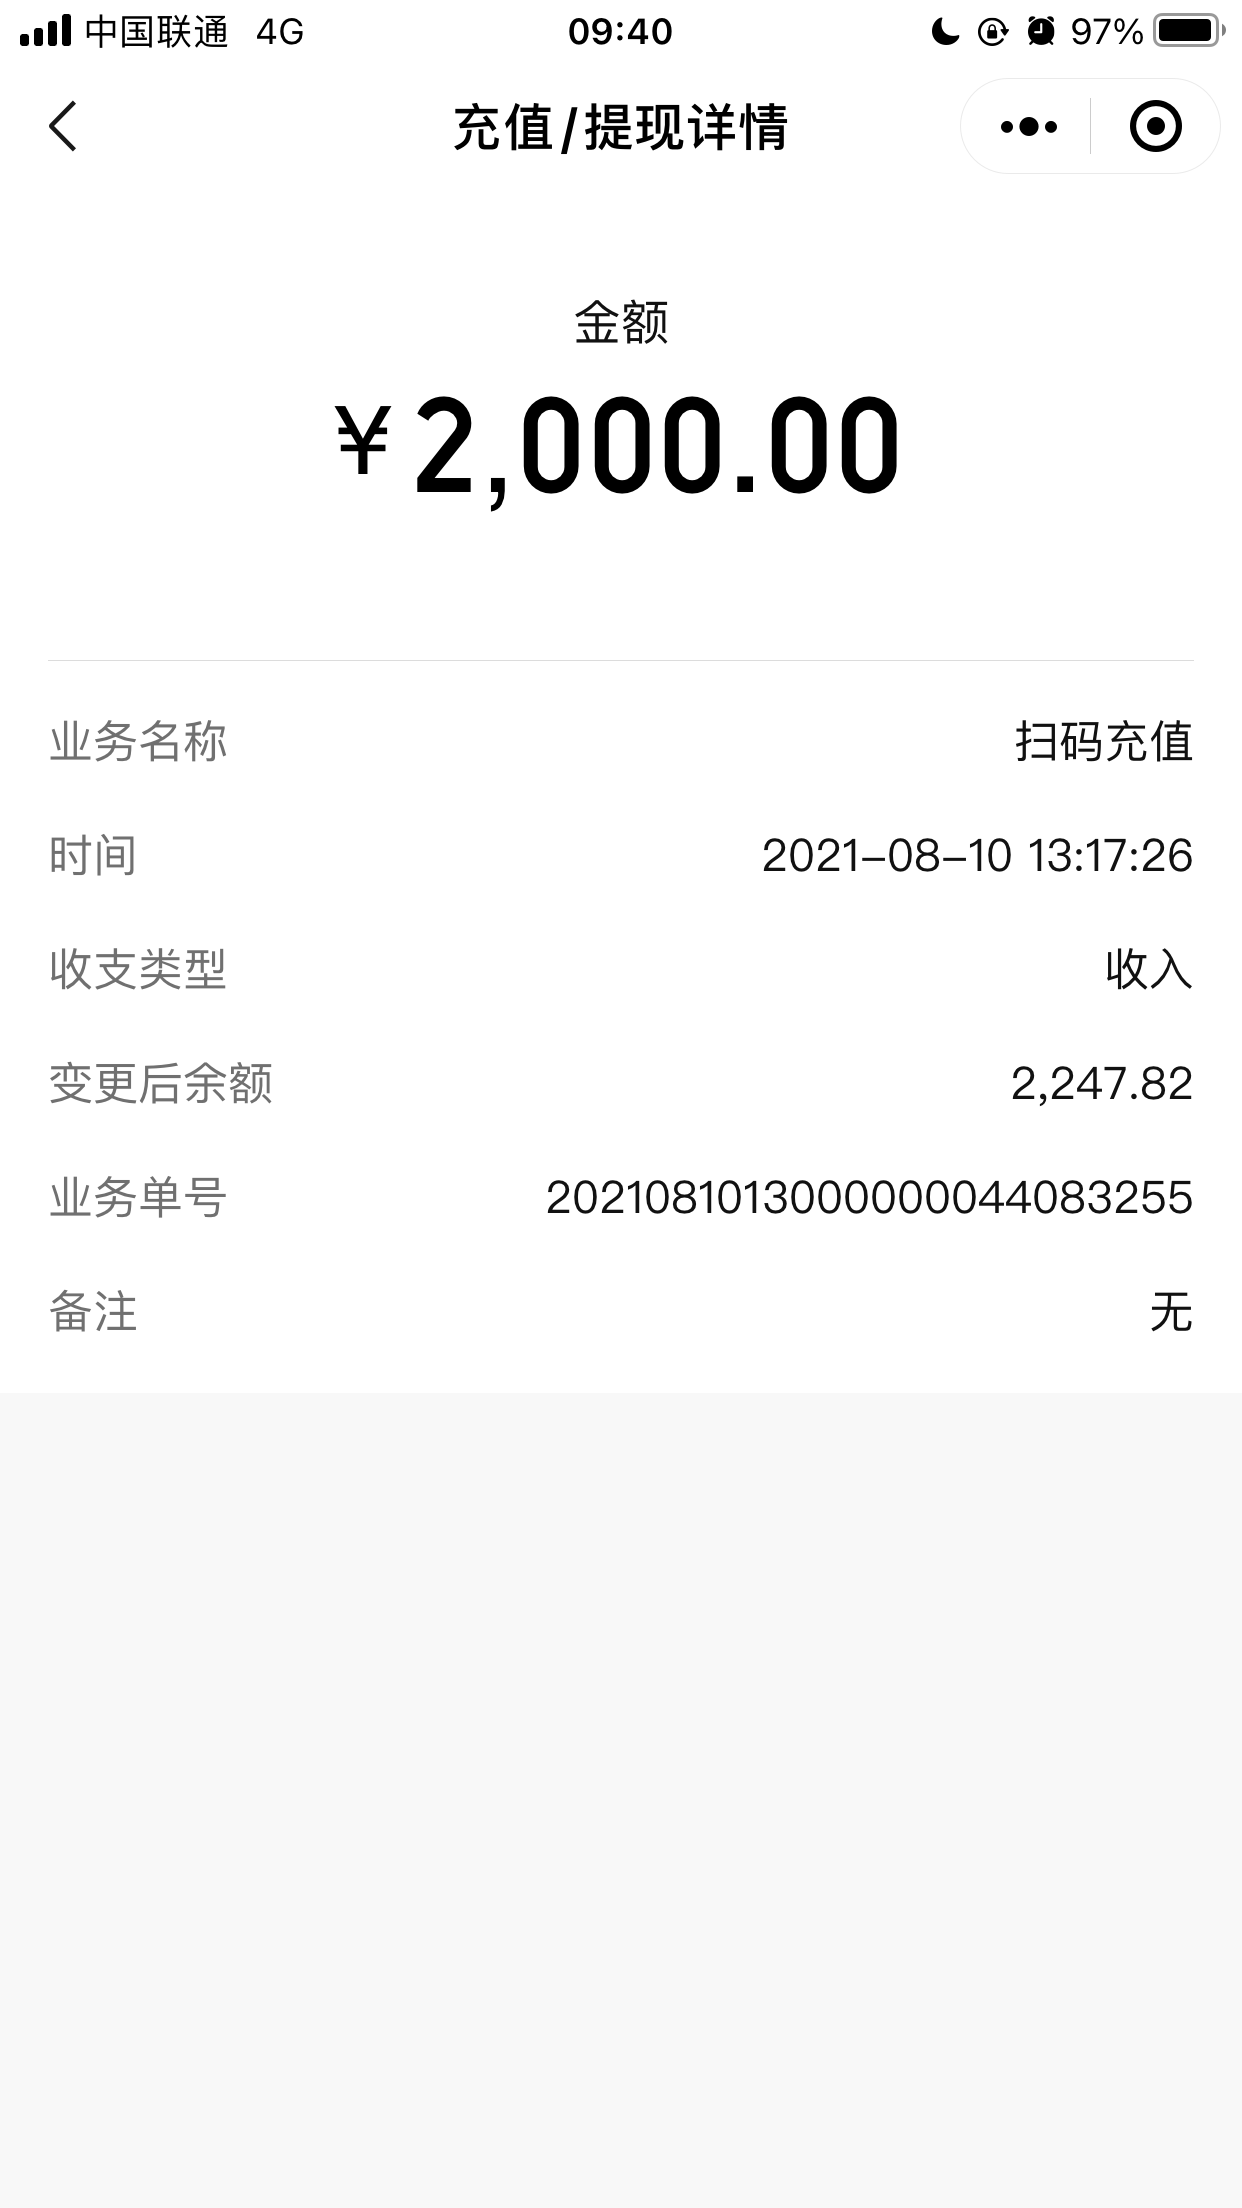 中国联通 4G 09:40 97%
充值/提现详情
金额
¥2,000.00
业务名称 扫码充值
时间 2021-08-10 13:17:26
收支类型 收入
变更后余额 2,247.82
业务单号 202108101300000044083255
备注 无